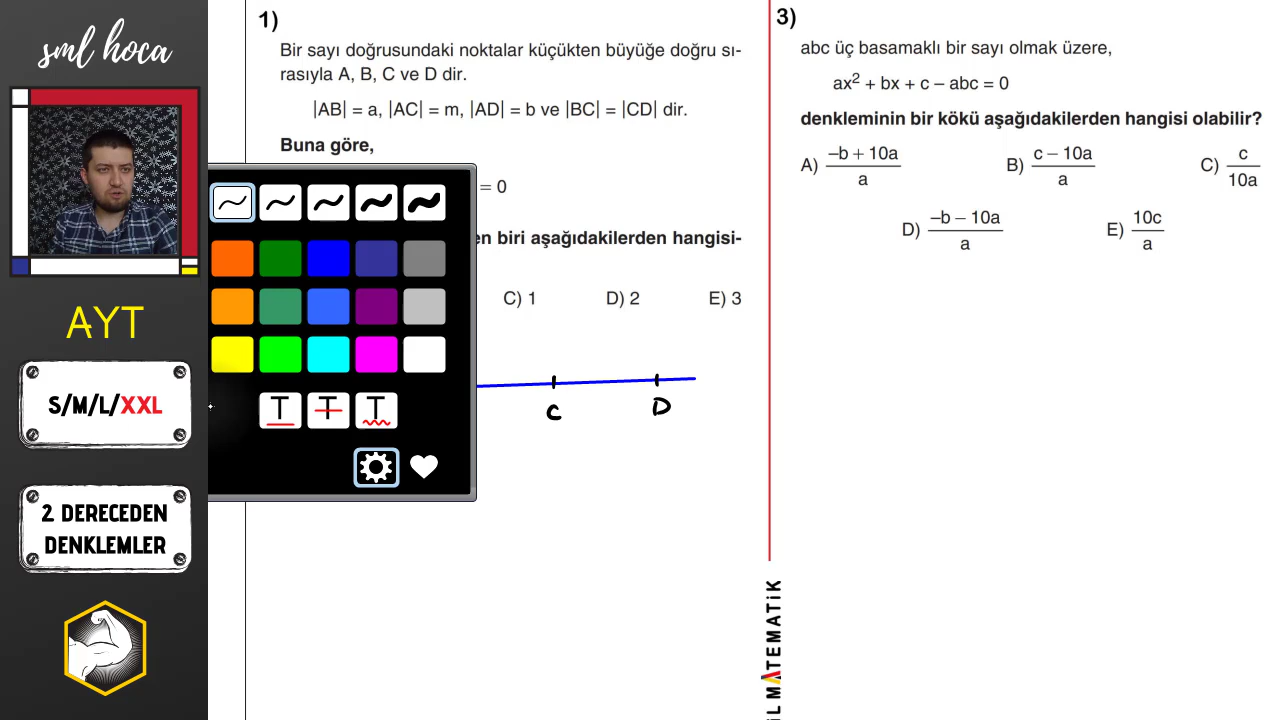 sml hoca
AYT
S/M/L/XXL
2. DERECEDEN
DENKLEMLER
1)
Bir sayı doğrusundaki noktalar küçükten büyüğe doğru sı-
rasıyla A, B, C ve D dir.
|AB| = a, |AC| = m, |AD| = b ve |BC| = |CD| dir.
Buna göre,
= 0
en biri aşağıdakilerden hangisi-
C) 1 D) 2 E) 3
C D
T T T
3)
abc üç basamaklı bir sayı olmak üzere,
ax² + bx + c – abc = 0
denkleminin bir kökü aşağıdakilerden hangisi olabilir?
A) –b + 10a / a B) c – 10a / a C) c / 10a
D) –b – 10a / a E) 10c / a
İL MATEMATİK